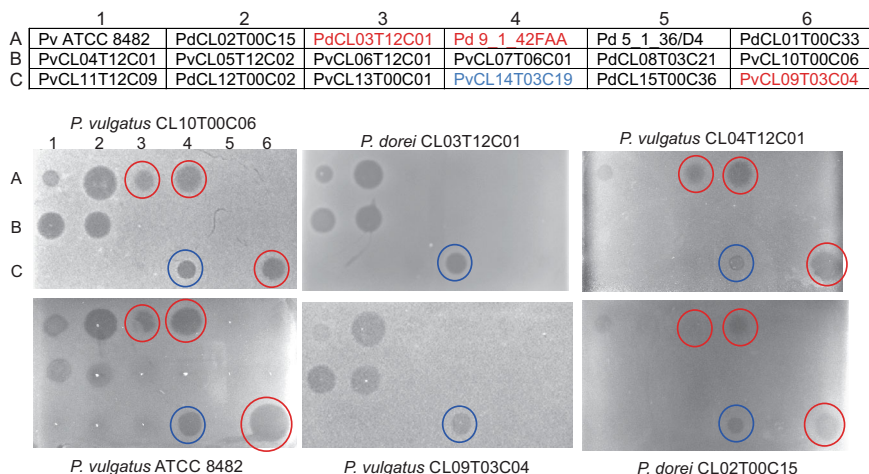 1 2 3 4 5 6
A Pv ATCC 8482 PdCL02T00C15 PdCL03T12C01 Pd 9_1_42FAA Pd 5_1_36/D4 PdCL01T00C33
B PvCL04T12C01 PvCL05T12C02 PvCL06T12C01 PvCL07T06C01 PdCL08T03C21 PvCL10T00C06
C PvCL11T12C09 PdCL12T00C02 PvCL13T00C01 PvCL14T03C19 PdCL15T00C36 PvCL09T03C04
P. vulgatus CL10T00C06 P. dorei CL03T12C01 P. vulgatus CL04T12C01
1 2 3 4 5 6
A
B
C
P. vulgatus ATCC 8482 P. vulgatus CL09T03C04 P. dorei CL02T00C15